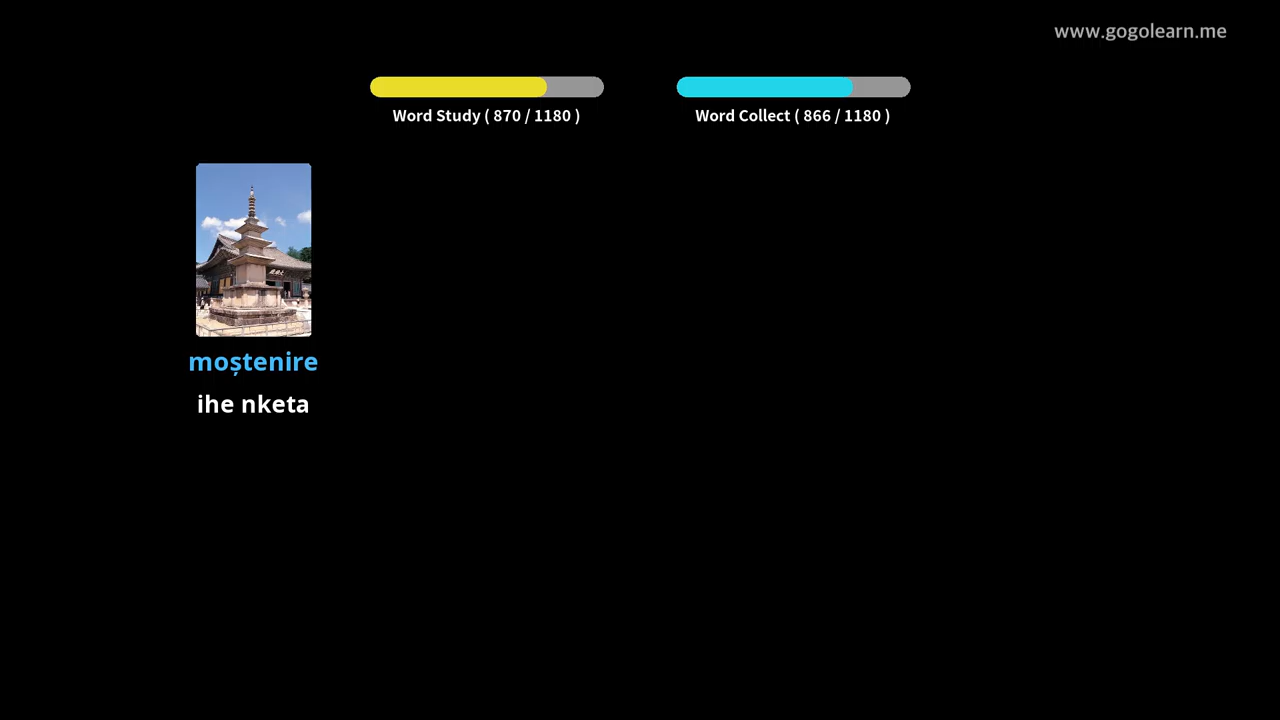 www.gogolearn.me
Word Study ( 870 / 1180 )
Word Collect ( 866 / 1180 )
moștenire
ihe nketa